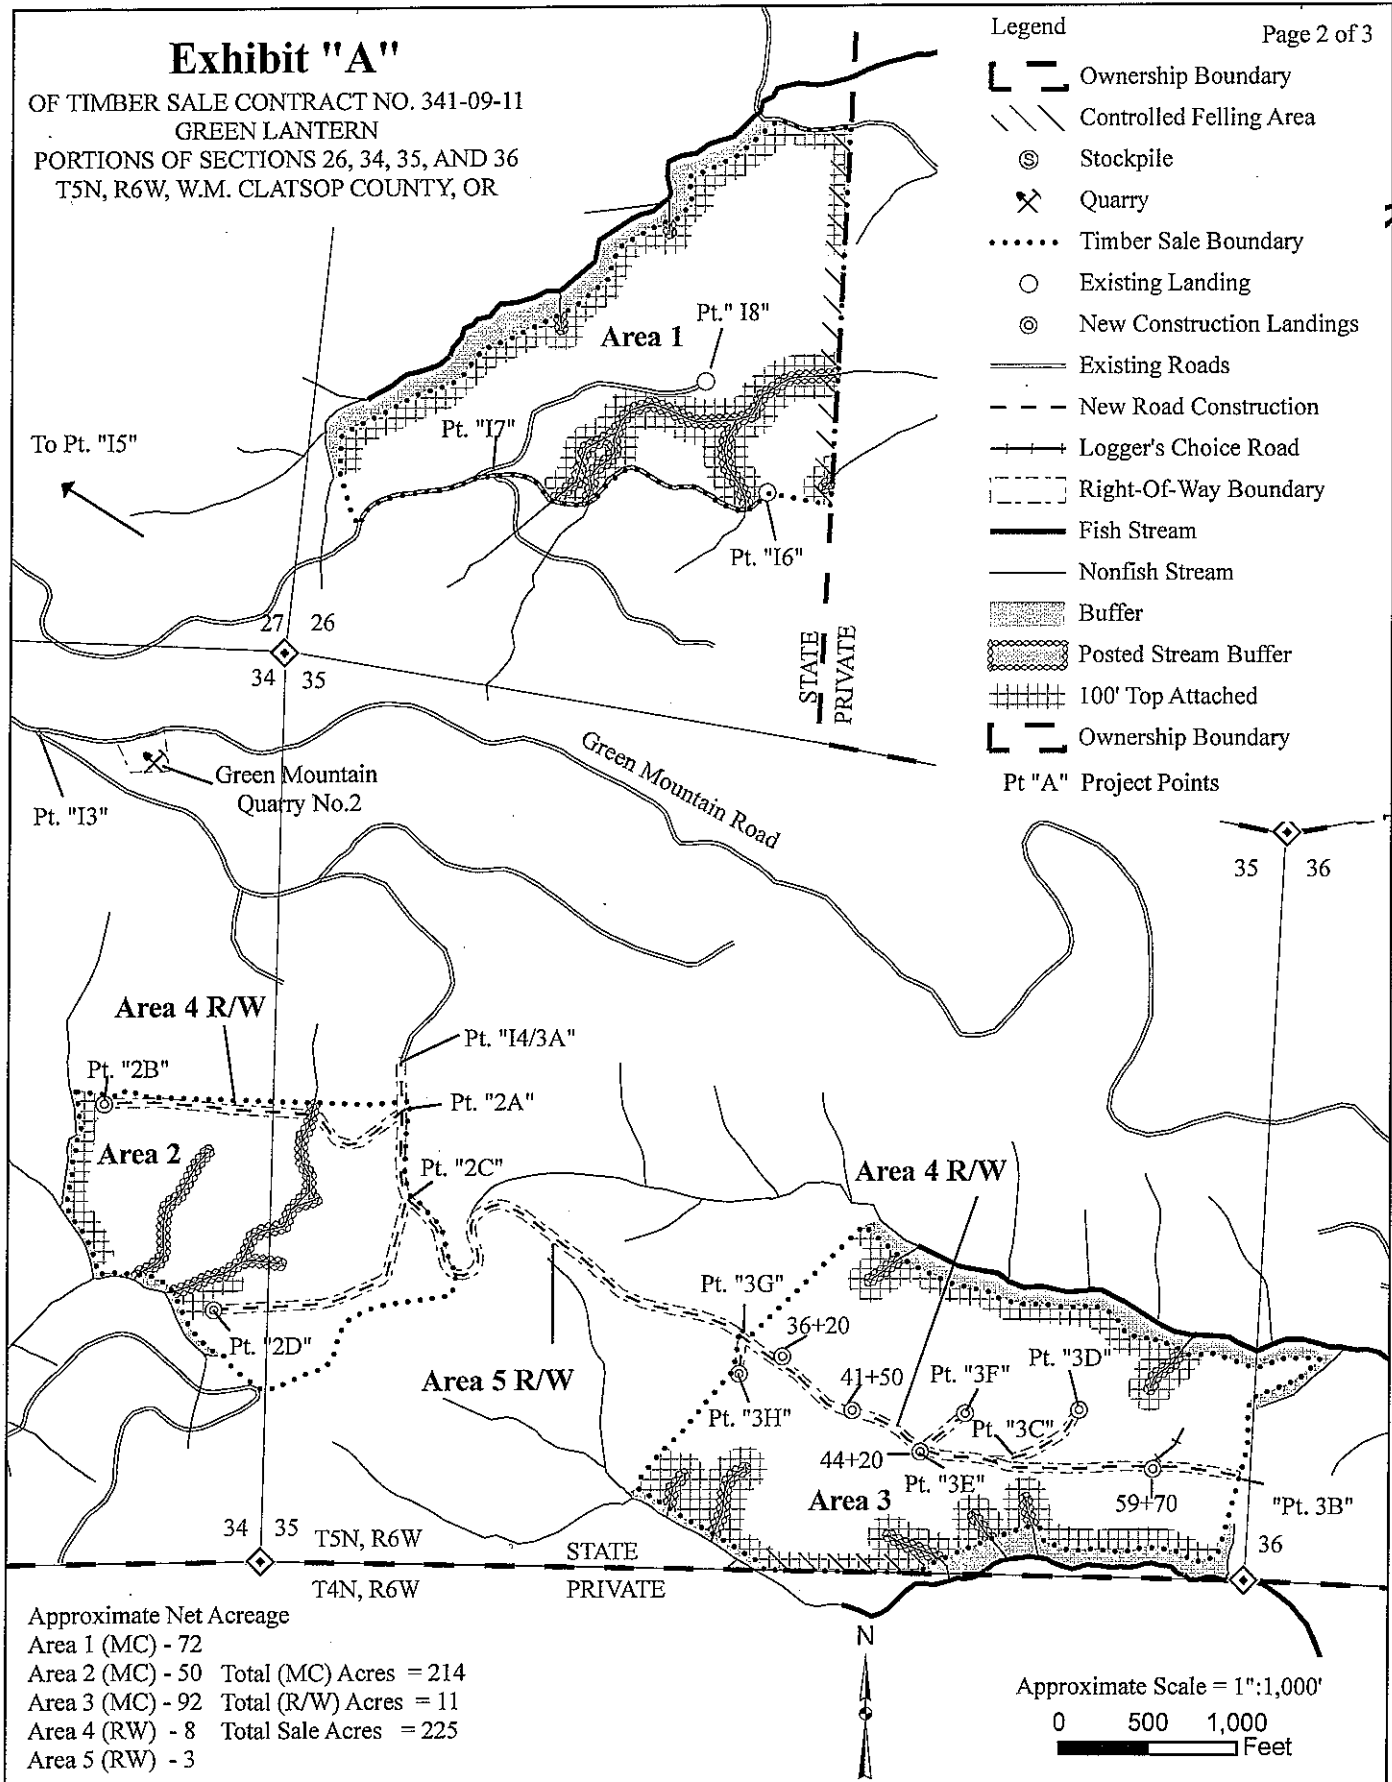 Exhibit "A"
OF TIMBER SALE CONTRACT NO. 341-09-11
GREEN LANTERN
PORTIONS OF SECTIONS 26, 34, 35, AND 36
T5N, R6W, W.M. CLATSOP COUNTY, OR
Legend
Page 2 of 3
Ownership Boundary
Controlled Felling Area
S
Stockpile
Quarry
Timber Sale Boundary
Existing Landing
New Construction Landings
Existing Roads
New Road Construction
Logger's Choice Road
Right-Of-Way Boundary
Fish Stream
Nonfish Stream
Buffer
Posted Stream Buffer
100' Top Attached
Ownership Boundary
Pt "A" Project Points
Pt." I8"
Area 1
Pt. "I7"
To Pt. "I5"
Pt. "I6"
27 26
34 35
STATE
PRIVATE
Green Mountain
Quarry No.2
Pt. "I3"
Green Mountain Road
35 36
Area 4 R/W
Pt. "I4/3A"
Pt. "2B"
Pt. "2A"
Area 2
Pt. "2C"
Area 4 R/W
Pt. "3G"
36+20
Pt. "2D"
Area 5 R/W
41+50
Pt. "3F"
Pt. "3D"
Pt. "3H"
Pt. "3C"
44+20
Pt. "3E"
Area 3
59+70
"Pt. 3B"
34 35
T5N, R6W
STATE
36
T4N, R6W
PRIVATE
Approximate Net Acreage
Area 1 (MC) - 72
Area 2 (MC) - 50 Total (MC) Acres = 214
Area 3 (MC) - 92 Total (R/W) Acres = 11
Area 4 (RW) - 8 Total Sale Acres = 225
Area 5 (RW) - 3
N
Approximate Scale = 1":1,000'
0 500 1,000
Feet